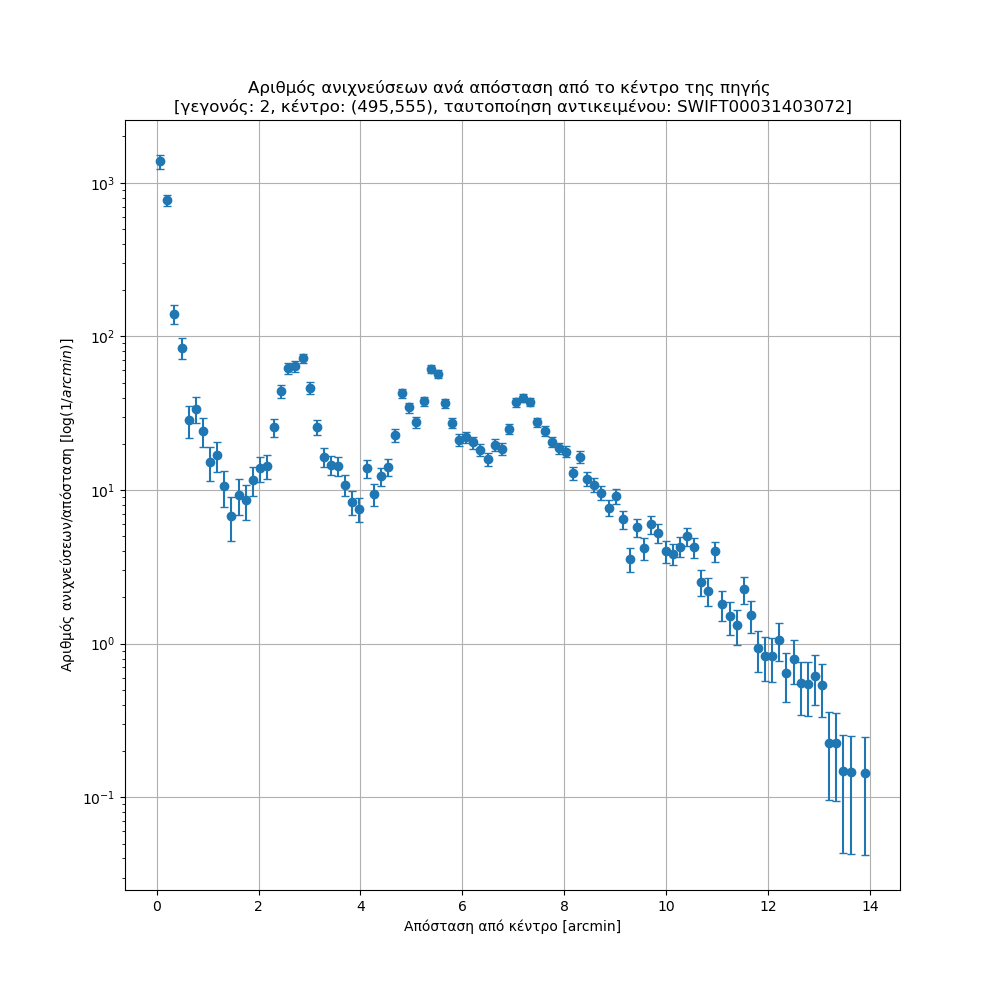 Αριθμός ανιχνεύσεων ανά απόσταση από το κέντρο της πηγής
[γεγονός: 2, κέντρο: (495,555), ταυτοποίηση αντικειμένου: SWIFT00031403072]
Αριθμός ανιχνεύσεων/απόσταση [log(1/arcmin)]
10³
10²
10¹
10⁰
10⁻¹
0 2 4 6 8 10 12 14
Απόσταση από κέντρο [arcmin]